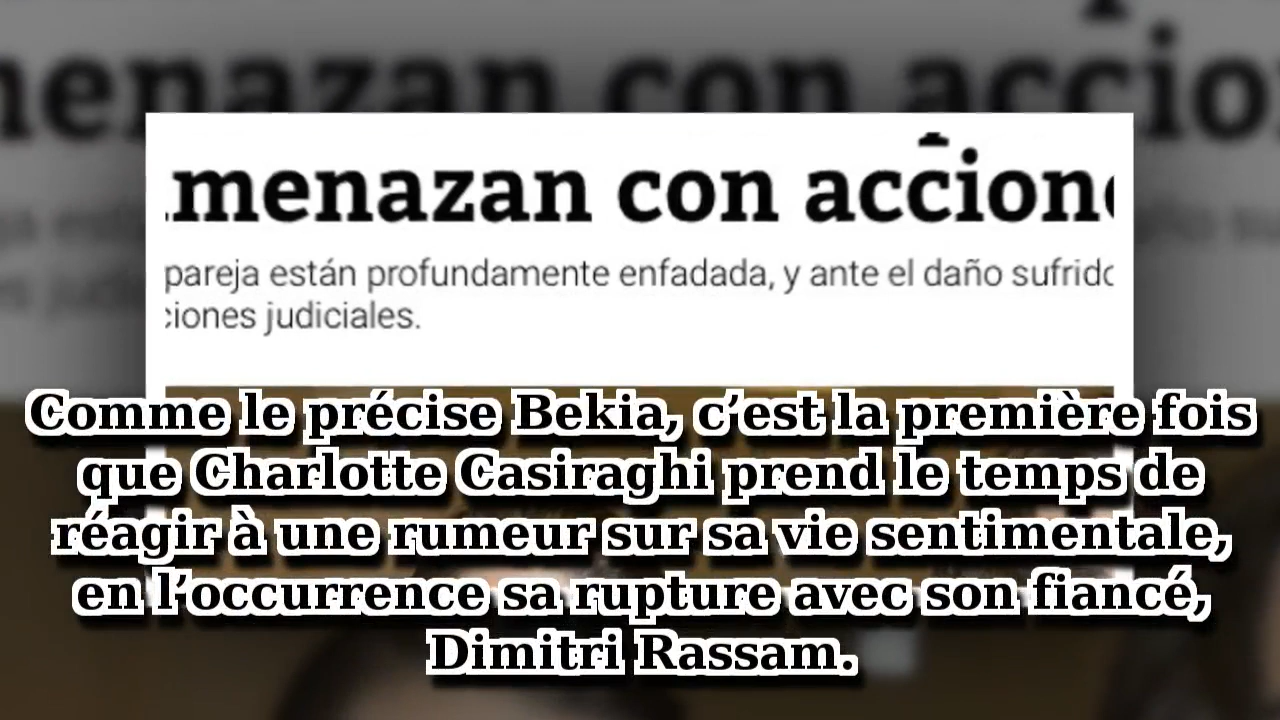 menazan con accion
pareja están profundamente enfadada, y ante el daño sufrido
ciones judiciales.
Comme le précise Bekia, c’est la première fois
que Charlotte Casiraghi prend le temps de
réagir à une rumeur sur sa vie sentimentale,
en l’occurrence sa rupture avec son fiancé,
Dimitri Rassam.